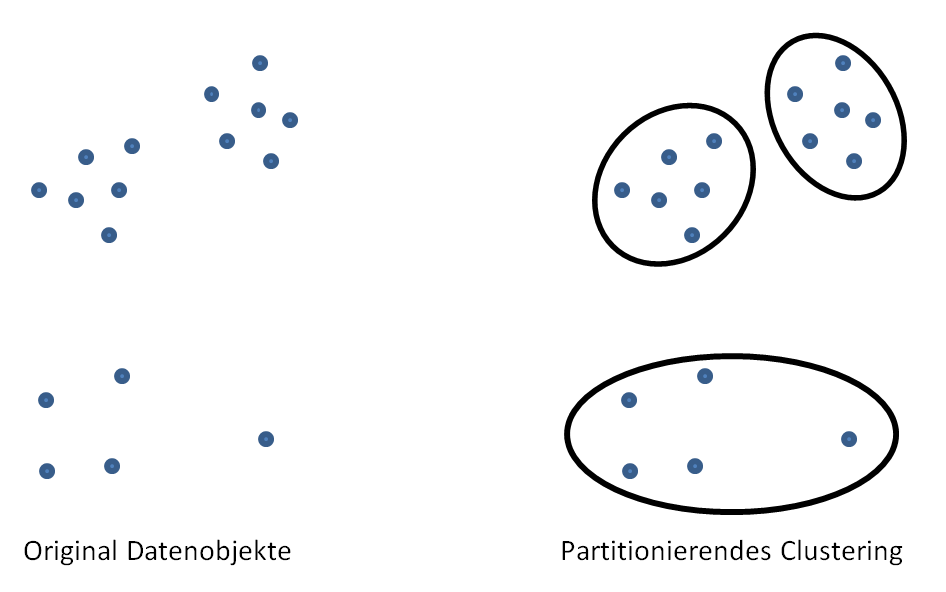 Original Datenobjekte
Partitionierendes Clustering